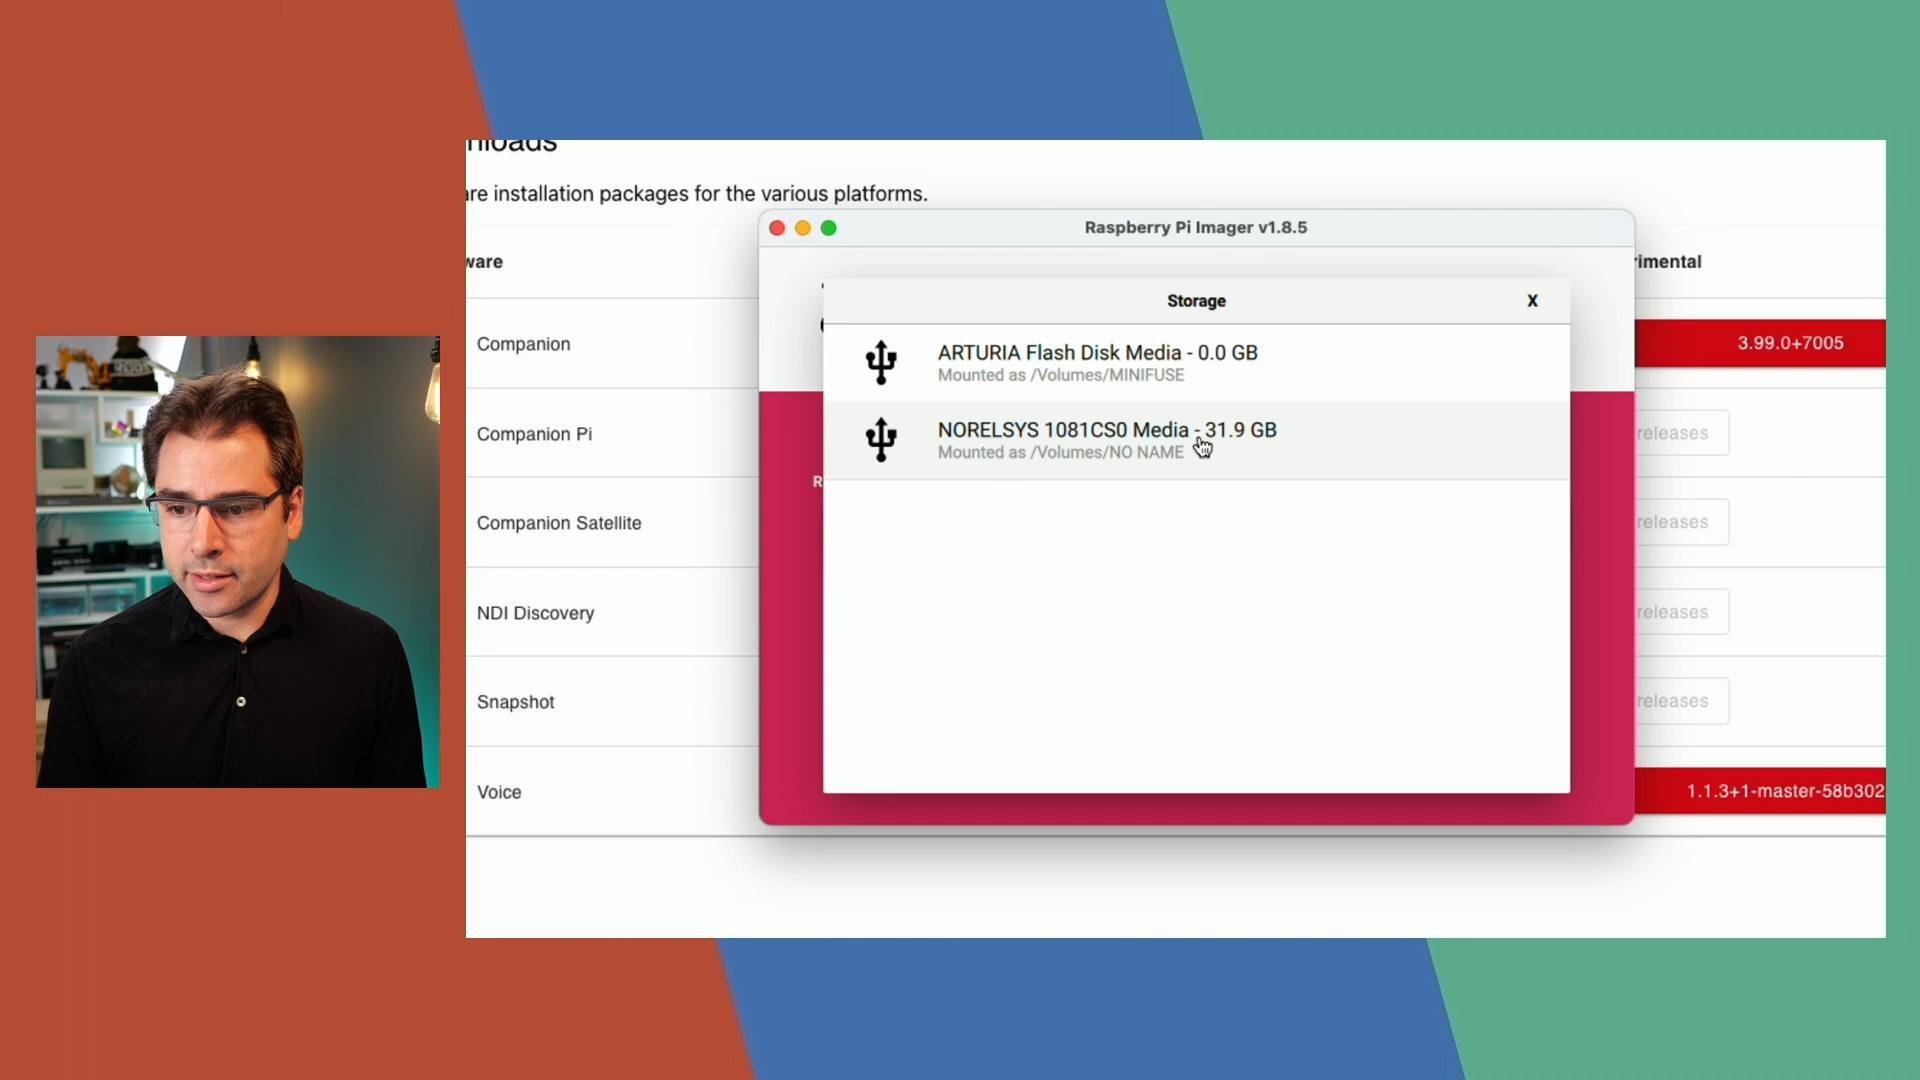 nloads
are installation packages for the various platforms.
Raspberry Pi Imager v1.8.5
ware
rimental
Storage
X
Companion
ARTURIA Flash Disk Media - 0.0 GB
Mounted as /Volumes/MINIFUSE
3.99.0+7005
Companion Pi
NORELSYS 1081CS0 Media - 31.9 GB
Mounted as /Volumes/NO NAME
releases
R
Companion Satellite
releases
NDI Discovery
releases
Snapshot
releases
Voice
1.1.3+1-master-58b302